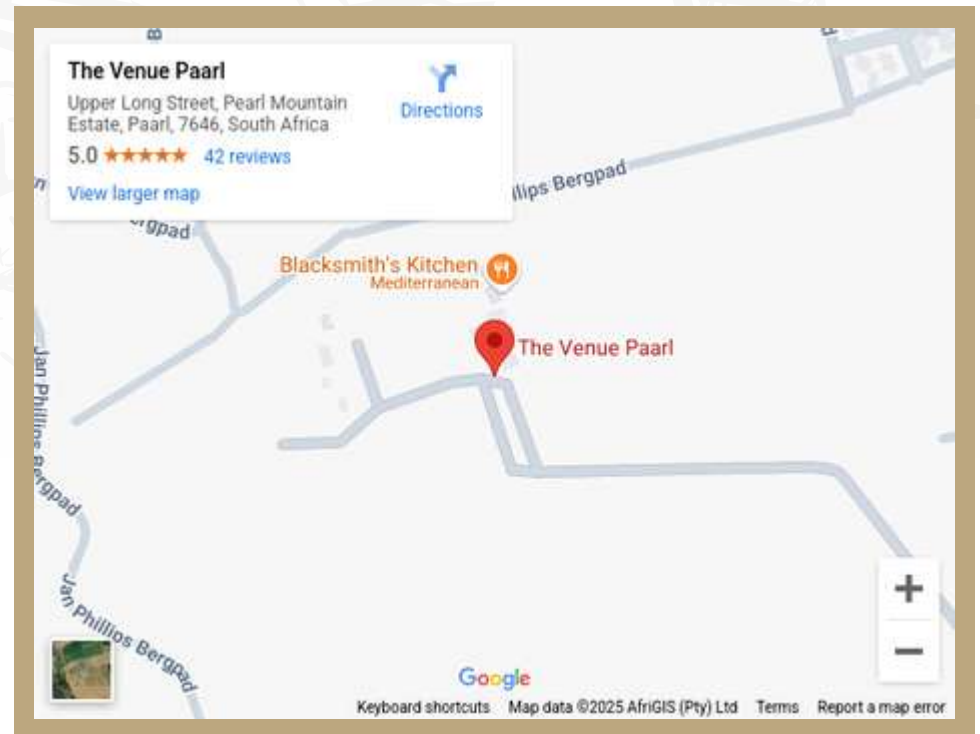 The Venue Paarl
Upper Long Street, Pearl Mountain
Estate, Paarl, 7646, South Africa
5.0 42 reviews
View larger map
Directions
Bergpad
Blacksmith's Kitchen
Mediterranean
The Venue Paarl
Jan Phillips Bergpad
Jan Phillips Bergpad
Google
Keyboard shortcuts Map data ©2025 AfriGIS (Pty) Ltd Terms Report a map error